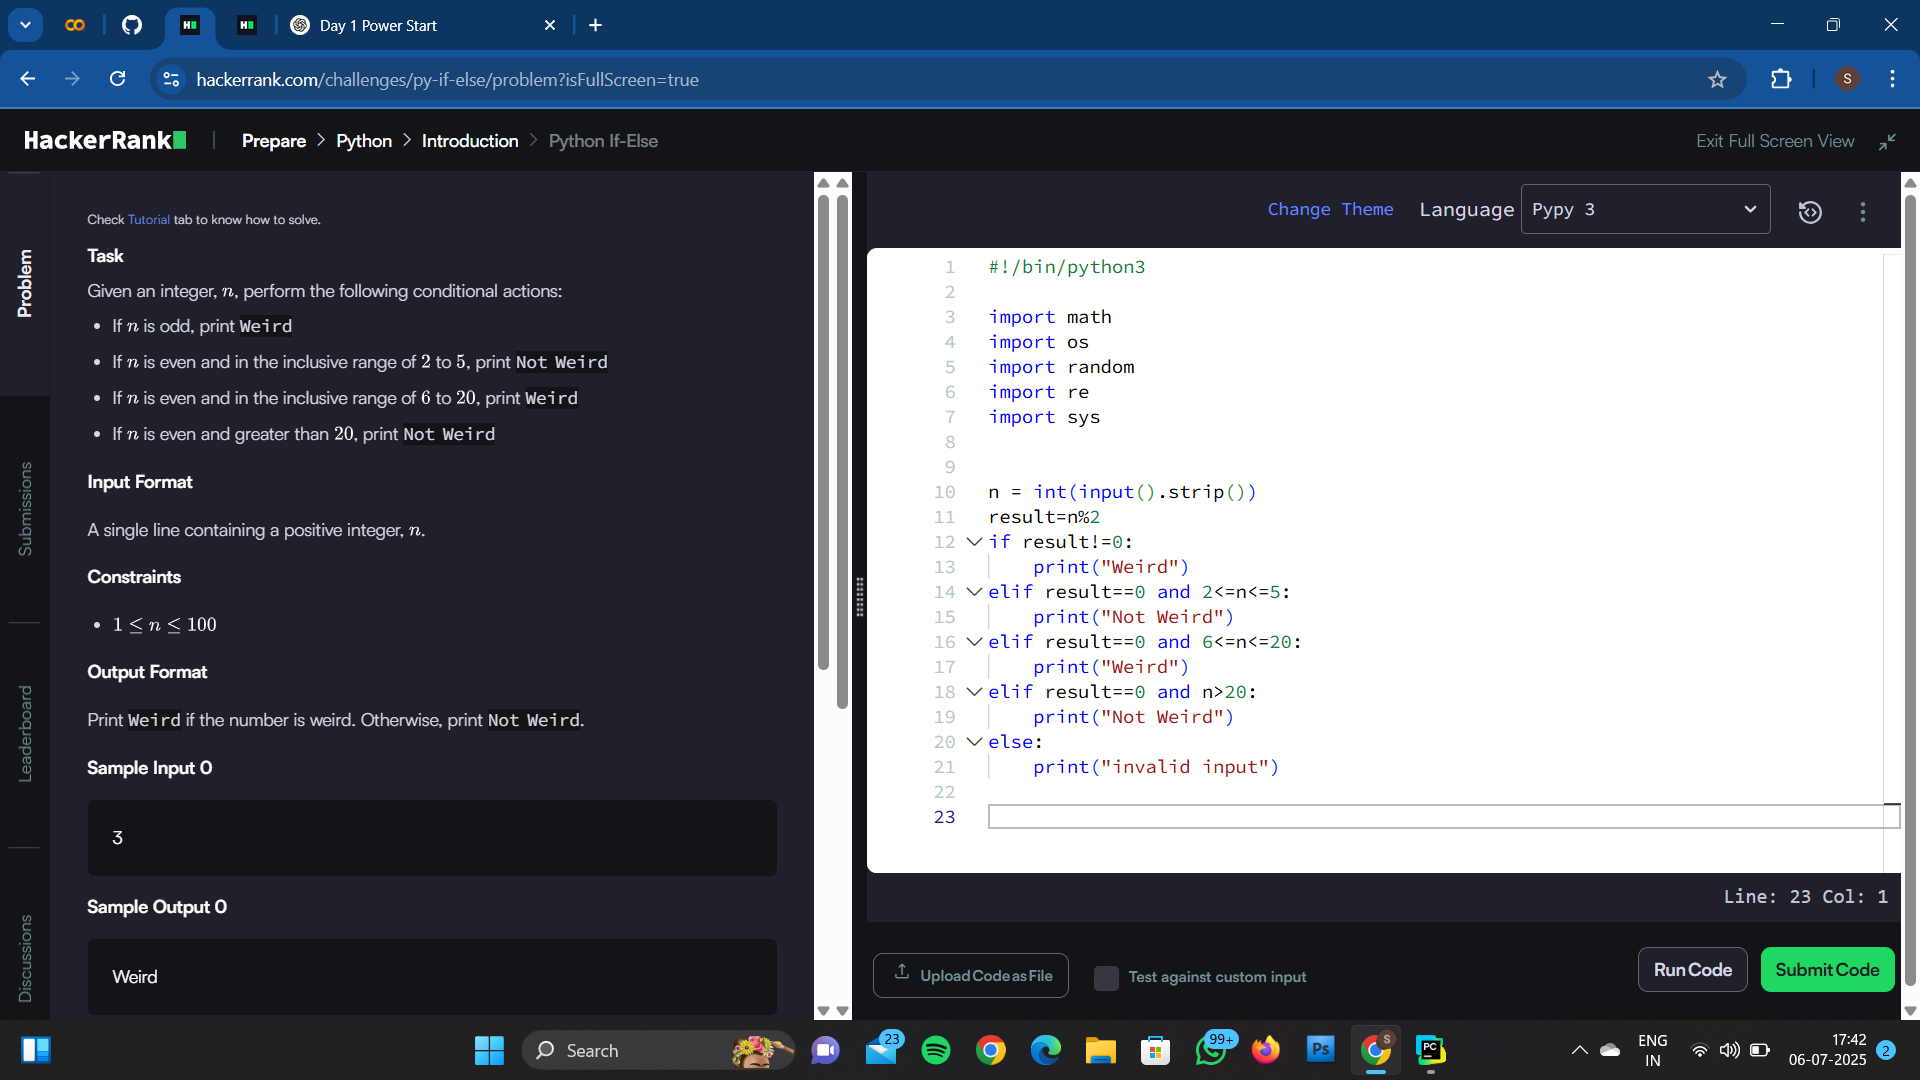 Day 1 Power Start
hackerrank.com/challenges/py-if-else/problem?isFullScreen=true
S
HackerRank
Prepare > Python > Introduction > Python If-Else
Exit Full Screen View
Problem
Submissions
Leaderboard
Discussions
Check Tutorial tab to know how to solve.
Task
Given an integer, n, perform the following conditional actions:
• If n is odd, print Weird
• If n is even and in the inclusive range of 2 to 5, print Not Weird
• If n is even and in the inclusive range of 6 to 20, print Weird
• If n is even and greater than 20, print Not Weird
Input Format
A single line containing a positive integer, n.
Constraints
• 1 ≤ n ≤ 100
Output Format
Print Weird if the number is weird. Otherwise, print Not Weird.
Sample Input 0
3
Sample Output 0
Weird
Change Theme Language Pypy 3
1 #!/bin/python3
2
3 import math
4 import os
5 import random
6 import re
7 import sys
8
9
10 n = int(input().strip())
11 result=n%2
12 if result!=0:
13     print("Weird")
14 elif result==0 and 2<=n<=5:
15     print("Not Weird")
16 elif result==0 and 6<=n<=20:
17     print("Weird")
18 elif result==0 and n>20:
19     print("Not Weird")
20 else:
21     print("invalid input")
22
23
Line: 23 Col: 1
Upload Code as File
Test against custom input
Run Code
Submit Code
Search
23
99+
Ps
S
PC
ENG
IN
17:42
06-07-2025
2